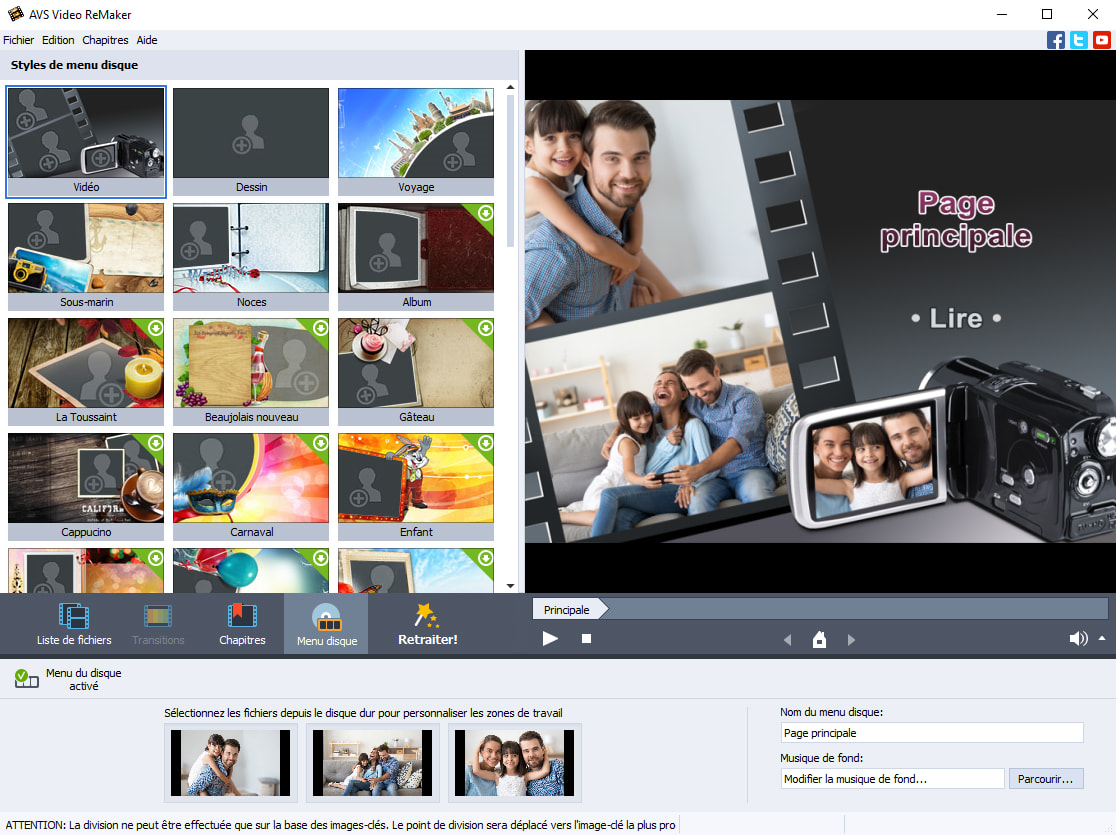 AVS Video ReMaker
Fichier Edition Chapitres Aide
Styles de menu disque
Vidéo
Dessin
Voyage
Sous-marin
Noces
Album
La Toussaint
Beaujolais nouveau
Gâteau
CALIF7RN
Cappucino
Carnaval
Enfant
Page
principale
• Lire •
Principale
Liste de fichiers
Transitions
Chapitres
Menu disque
Retraiter!
Menu du disque
activé
Sélectionnez les fichiers depuis le disque dur pour personnaliser les zones de travail
Nom du menu disque:
Page principale
Musique de fond:
Modifier la musique de fond...
Parcourir...
ATTENTION: La division ne peut être effectuée que sur la base des images-clés. Le point de division sera déplacé vers l'image-clé la plus pro